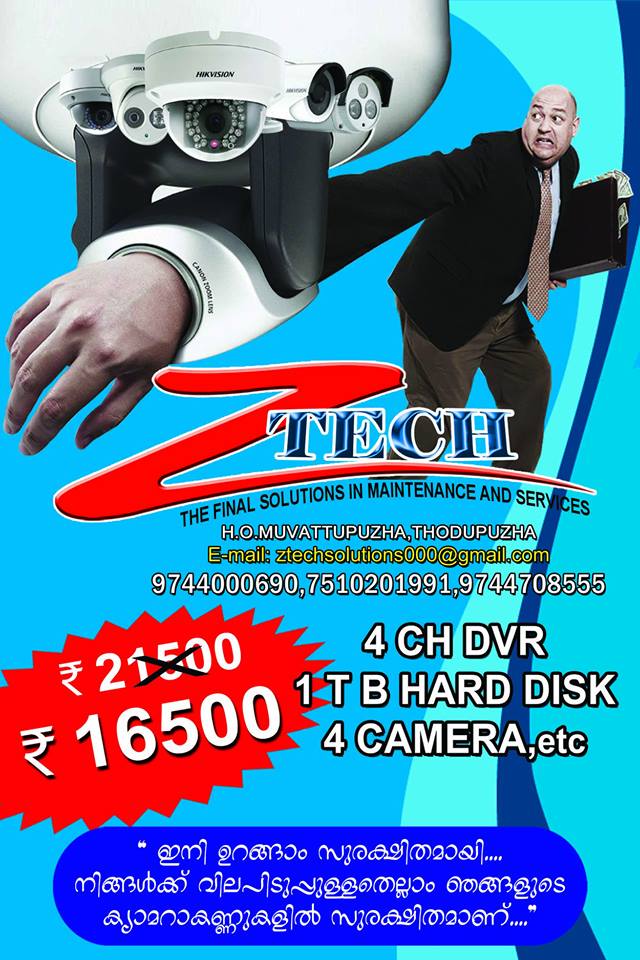 HIKVISION
CANON ZOOM LENS
Z TECH
THE FINAL SOLUTIONS IN MAINTENANCE AND SERVICES
H.O.MUVATTUPUZHA,THODUPUZHA
E-mail: ztechsolutions000@gmail.com
9744000690,7510201991,9744708555
₹ 21500
₹ 16500
4 CH DVR
1 T B HARD DISK
4 CAMERA,etc
“ ഇനി ഉറങ്ങാം സുരക്ഷിതമായി....
നിങ്ങൾക്ക് വിലപിടുപ്പുള്ളതെല്ലാം ഞങ്ങളുടെ
ക്യാമറാകണ്ണുകളിൽ സുരക്ഷിതമാണ്....”